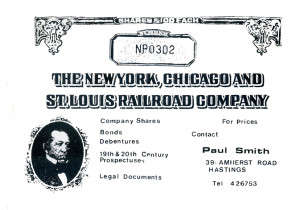 SHARES $100 EACH
NP0302
THE NEW YORK, CHICAGO AND
ST. LOUIS RAILROAD COMPANY
Company Shares
For Prices
Bonds
Contact
Debentures
Paul Smith
19th & 20th Century
Prospectuses
39. AMHERST ROAD
HASTINGS
Legal Documents
Tel 426753